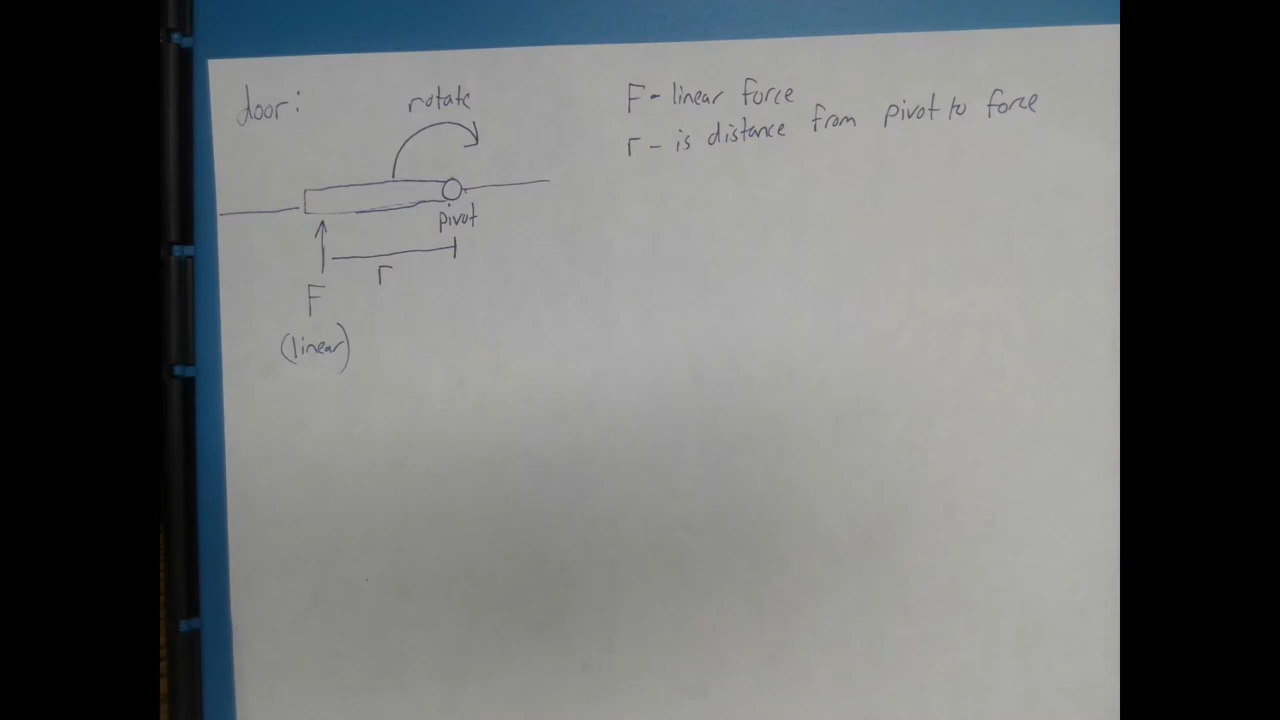 door:
rotate
pivot
r
F
(linear)
F - linear force
r - is distance from pivot to force